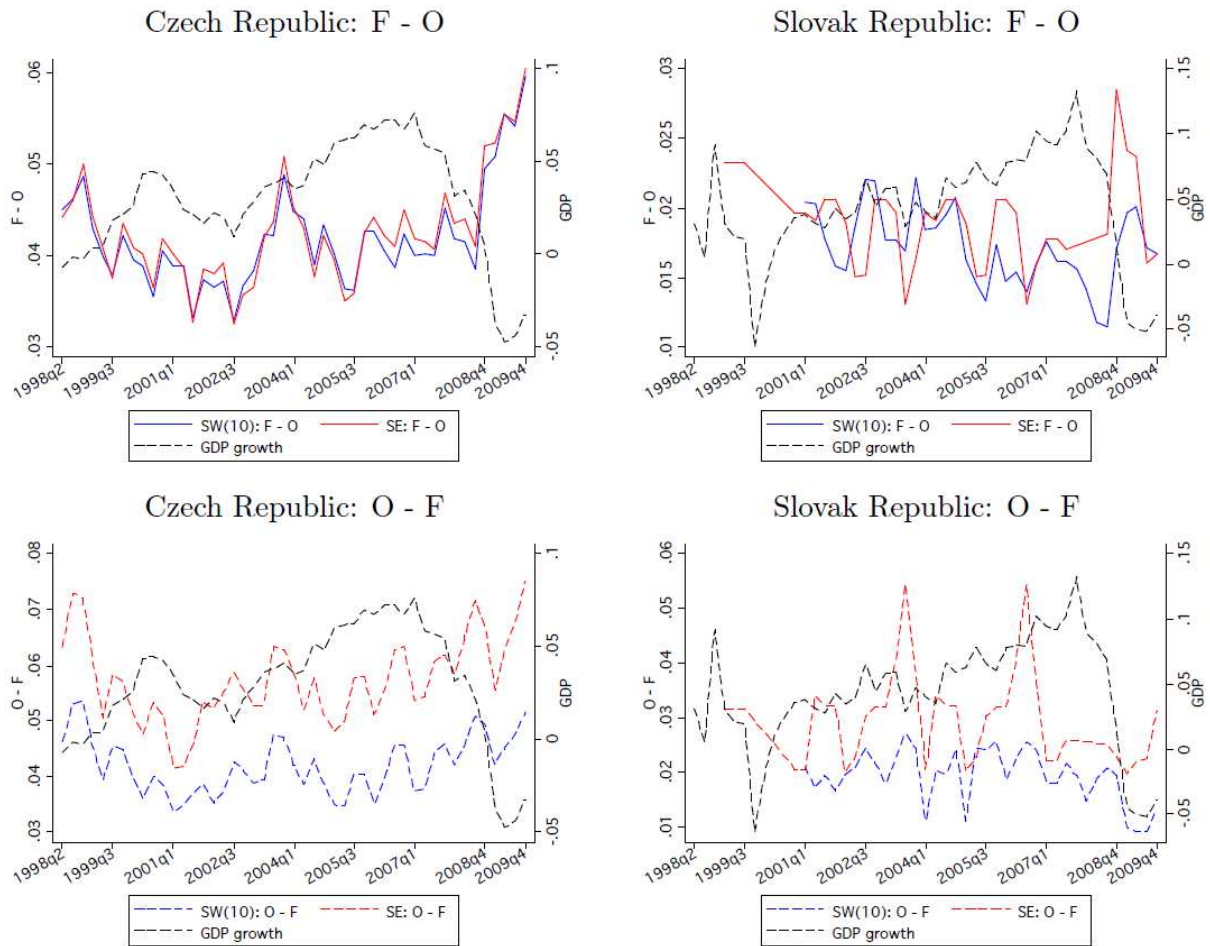 Czech Republic: F - O
.06
.05
.04
.03
F - O
.1
.05
0
-.05
GDP
1998q2
1999q3
2001q1
2002q3
2004q1
2005q3
2007q1
2008q4
2009q4
SW(10): F - O
SE: F - O
GDP growth
Slovak Republic: F - O
.03
.025
.02
.015
.01
F - O
.15
.1
.05
0
-.05
GDP
1998q2
1999q3
2001q1
2002q3
2004q1
2005q3
2007q1
2008q4
2009q4
SW(10): F - O
SE: F - O
GDP growth
Czech Republic: O - F
.08
.07
.06
.05
.04
.03
O - F
.1
.05
0
-.05
GDP
1998q2
1999q3
2001q1
2002q3
2004q1
2005q3
2007q1
2008q4
2009q4
SW(10): O - F
SE: O - F
GDP growth
Slovak Republic: O - F
.06
.05
.04
.03
.02
.01
O - F
.15
.1
.05
0
-.05
GDP
1998q2
1999q3
2001q1
2002q3
2004q1
2005q3
2007q1
2008q4
2009q4
SW(10): O - F
SE: O - F
GDP growth